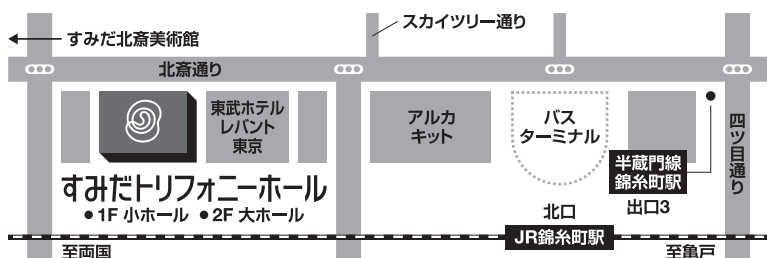 スカイツリー通り
すみだ北斎美術館
北斎通り
東武ホテル
レバント
東京
アルカ
キット
バス
ターミナル
四ツ目通り
半蔵門線
錦糸町駅
出口3
すみだトリフォニーホール
●1F 小ホール ●2F 大ホール
北口
JR錦糸町駅
至両国
至亀戸